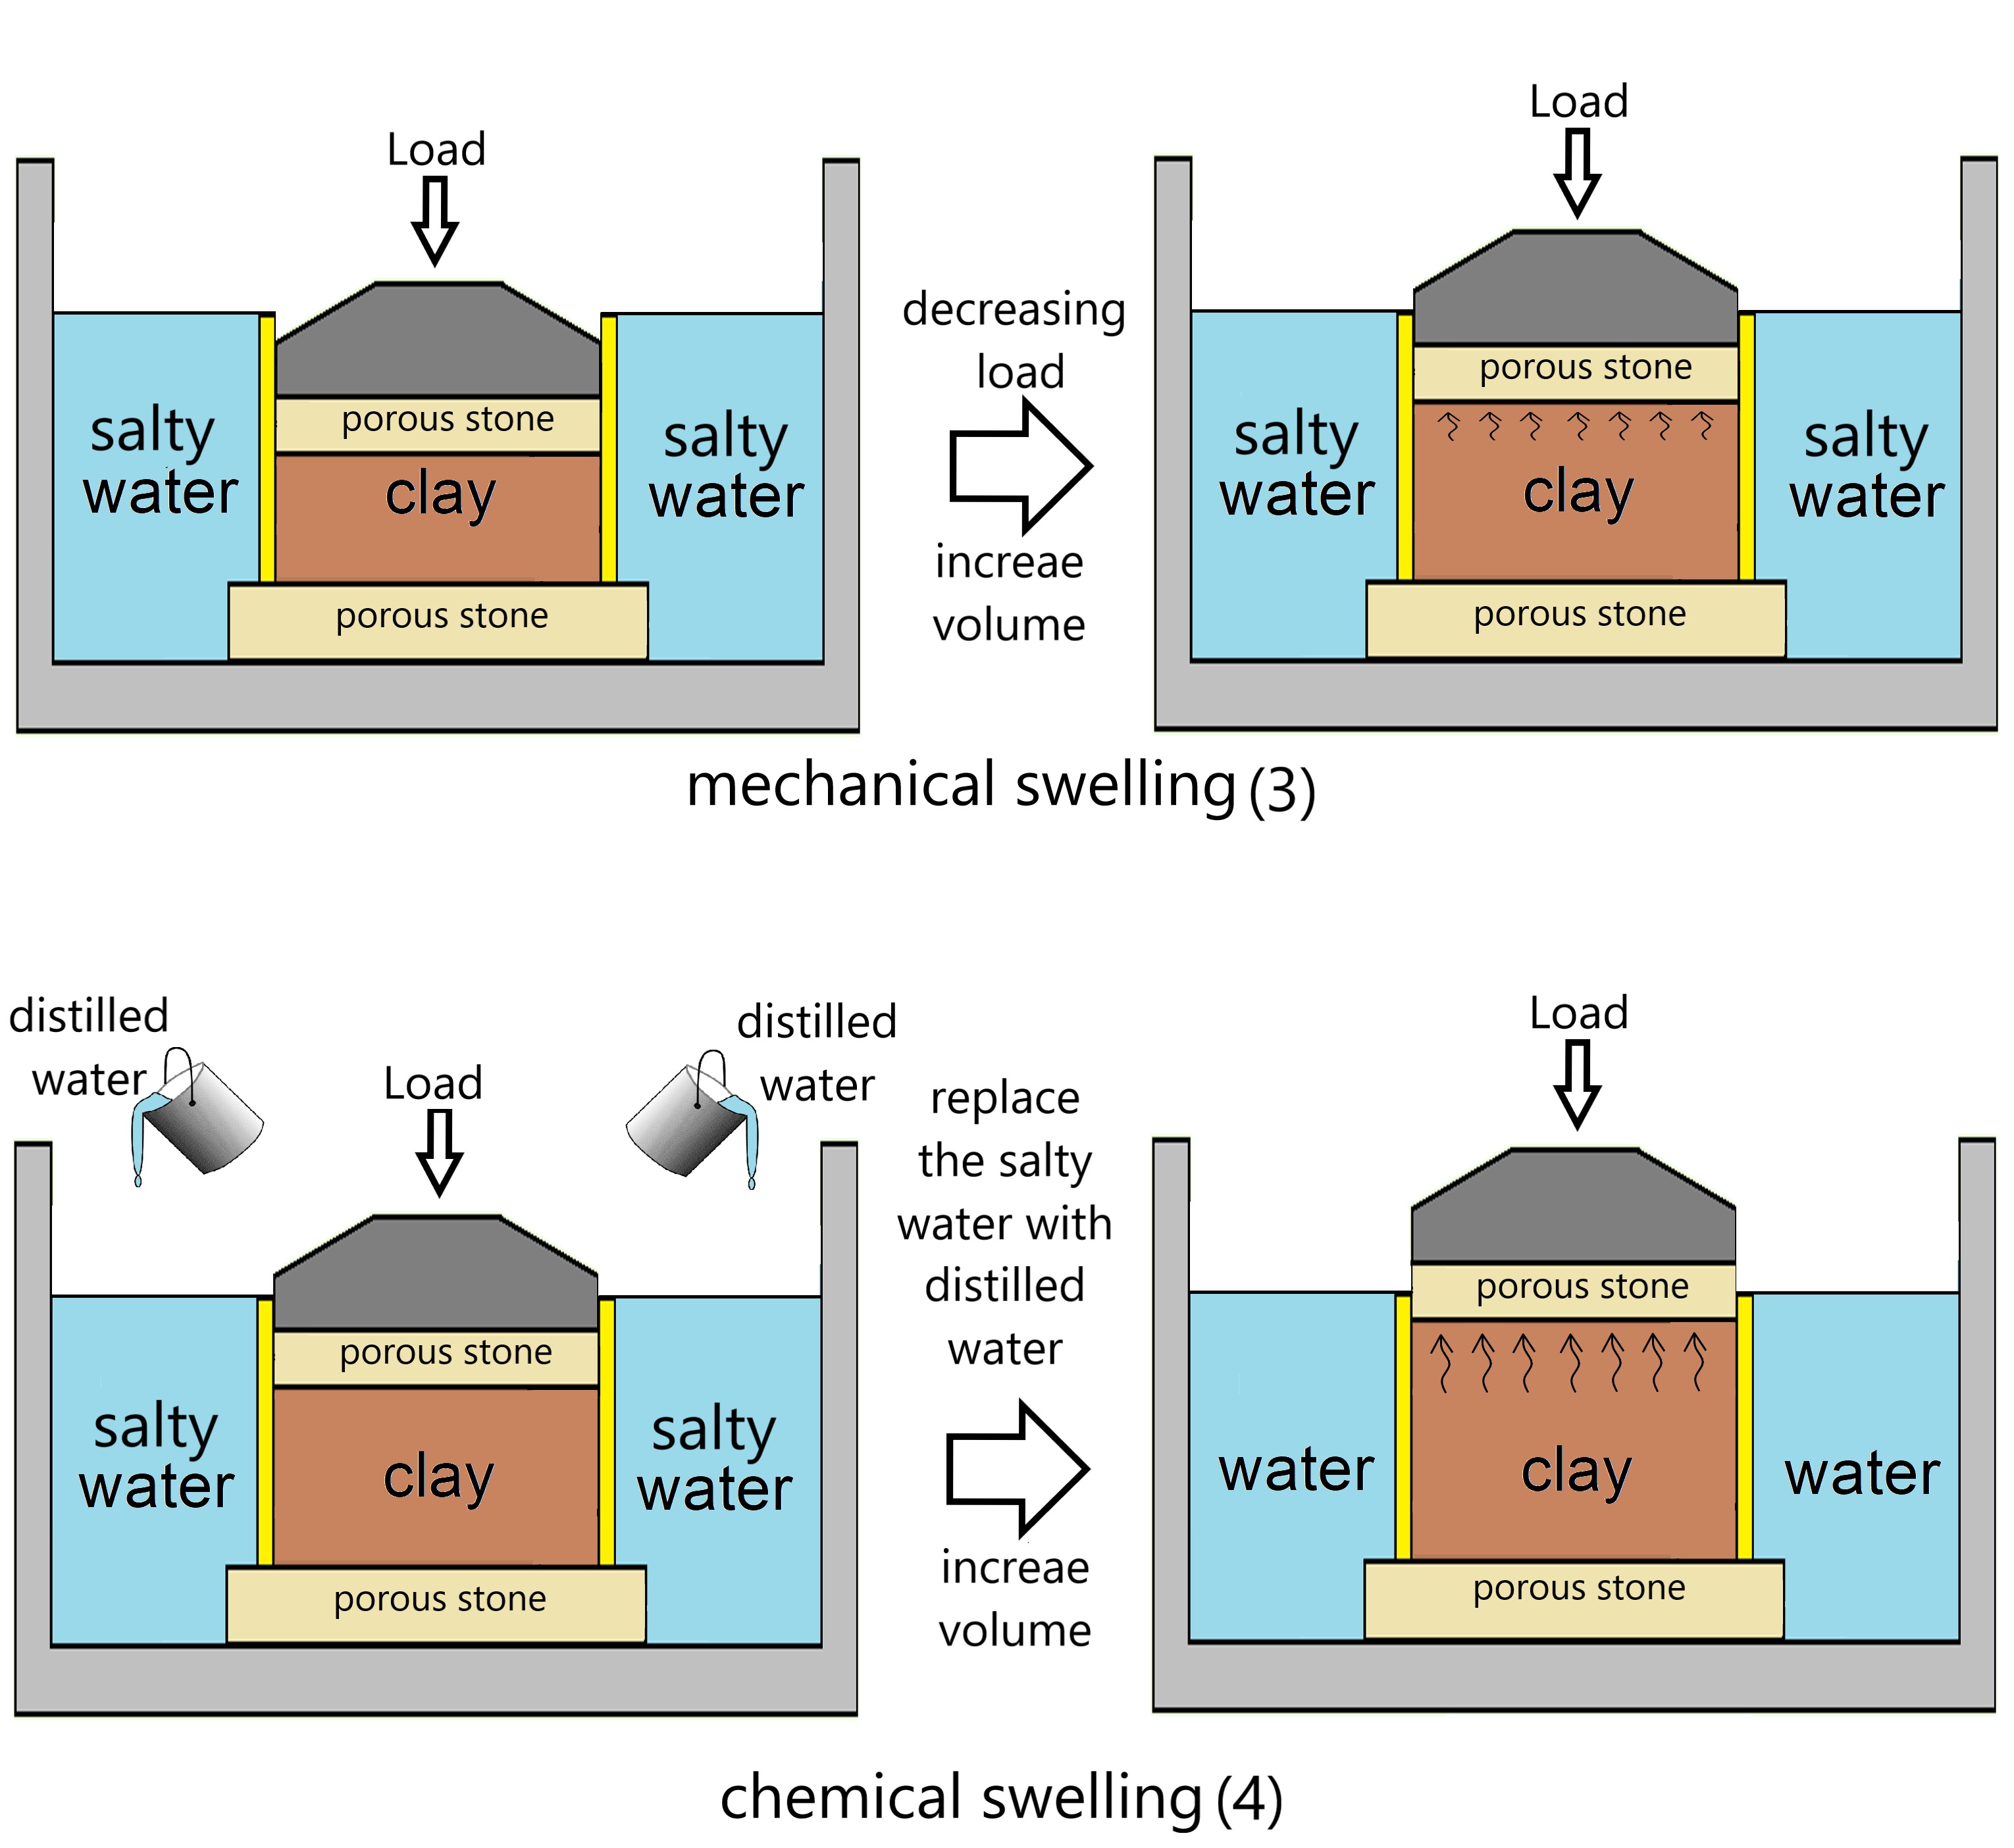 Load
salty
water
porous stone
clay
salty
water
porous stone
decreasing
load
increae
volume
Load
salty
water
porous stone
clay
salty
water
porous stone
mechanical swelling (3)
distilled
water
Load
distilled
water
salty
water
porous stone
clay
salty
water
porous stone
replace
the salty
water with
distilled
water
increae
volume
Load
porous stone
water
clay
water
porous stone
chemical swelling (4)